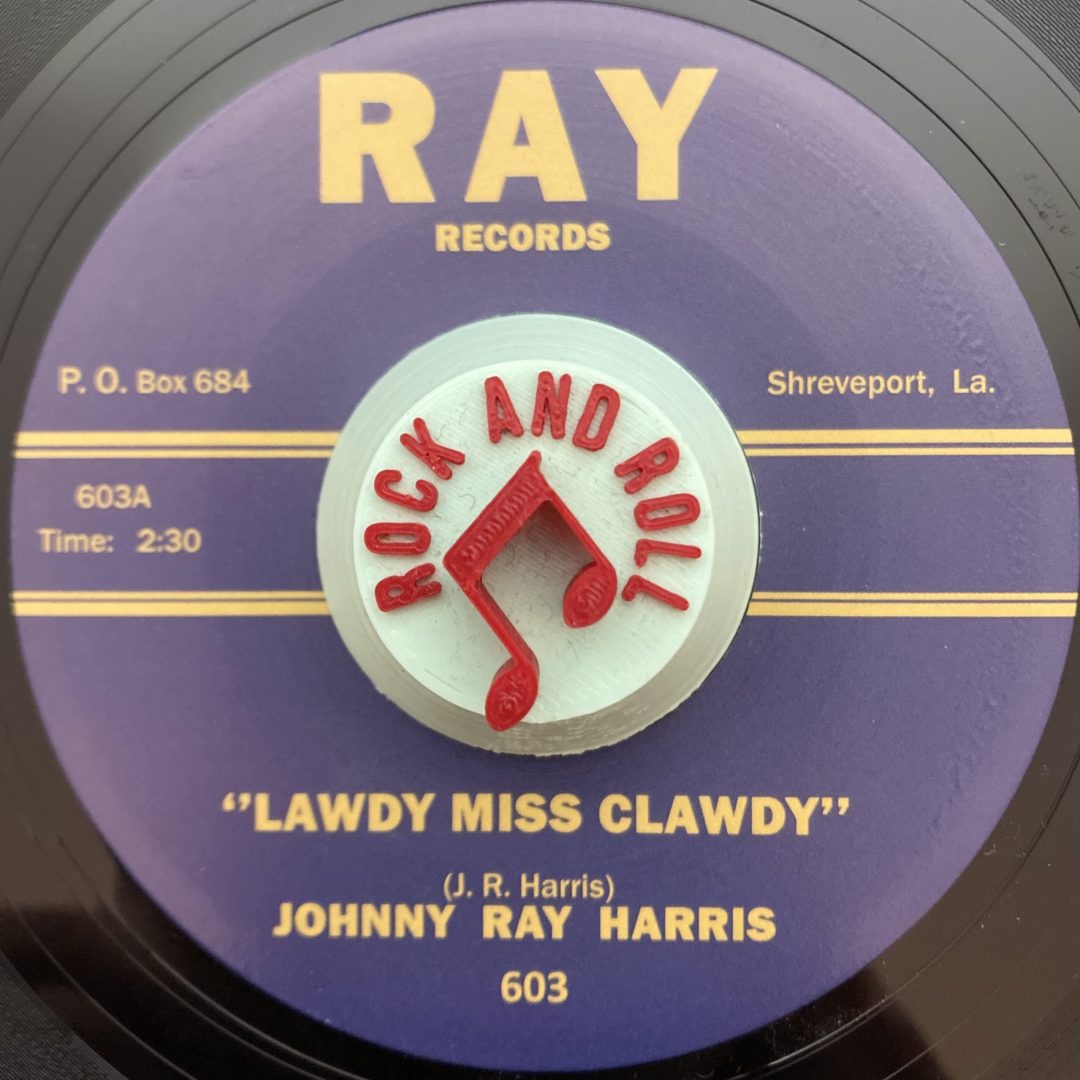 RAY
RECORDS
P. O. Box 684
Shreveport, La.
ROCK AND ROLL
603A
Time: 2:30
‘’LAWDY MISS CLAWDY’’
(J. R. Harris)
JOHNNY RAY HARRIS
603